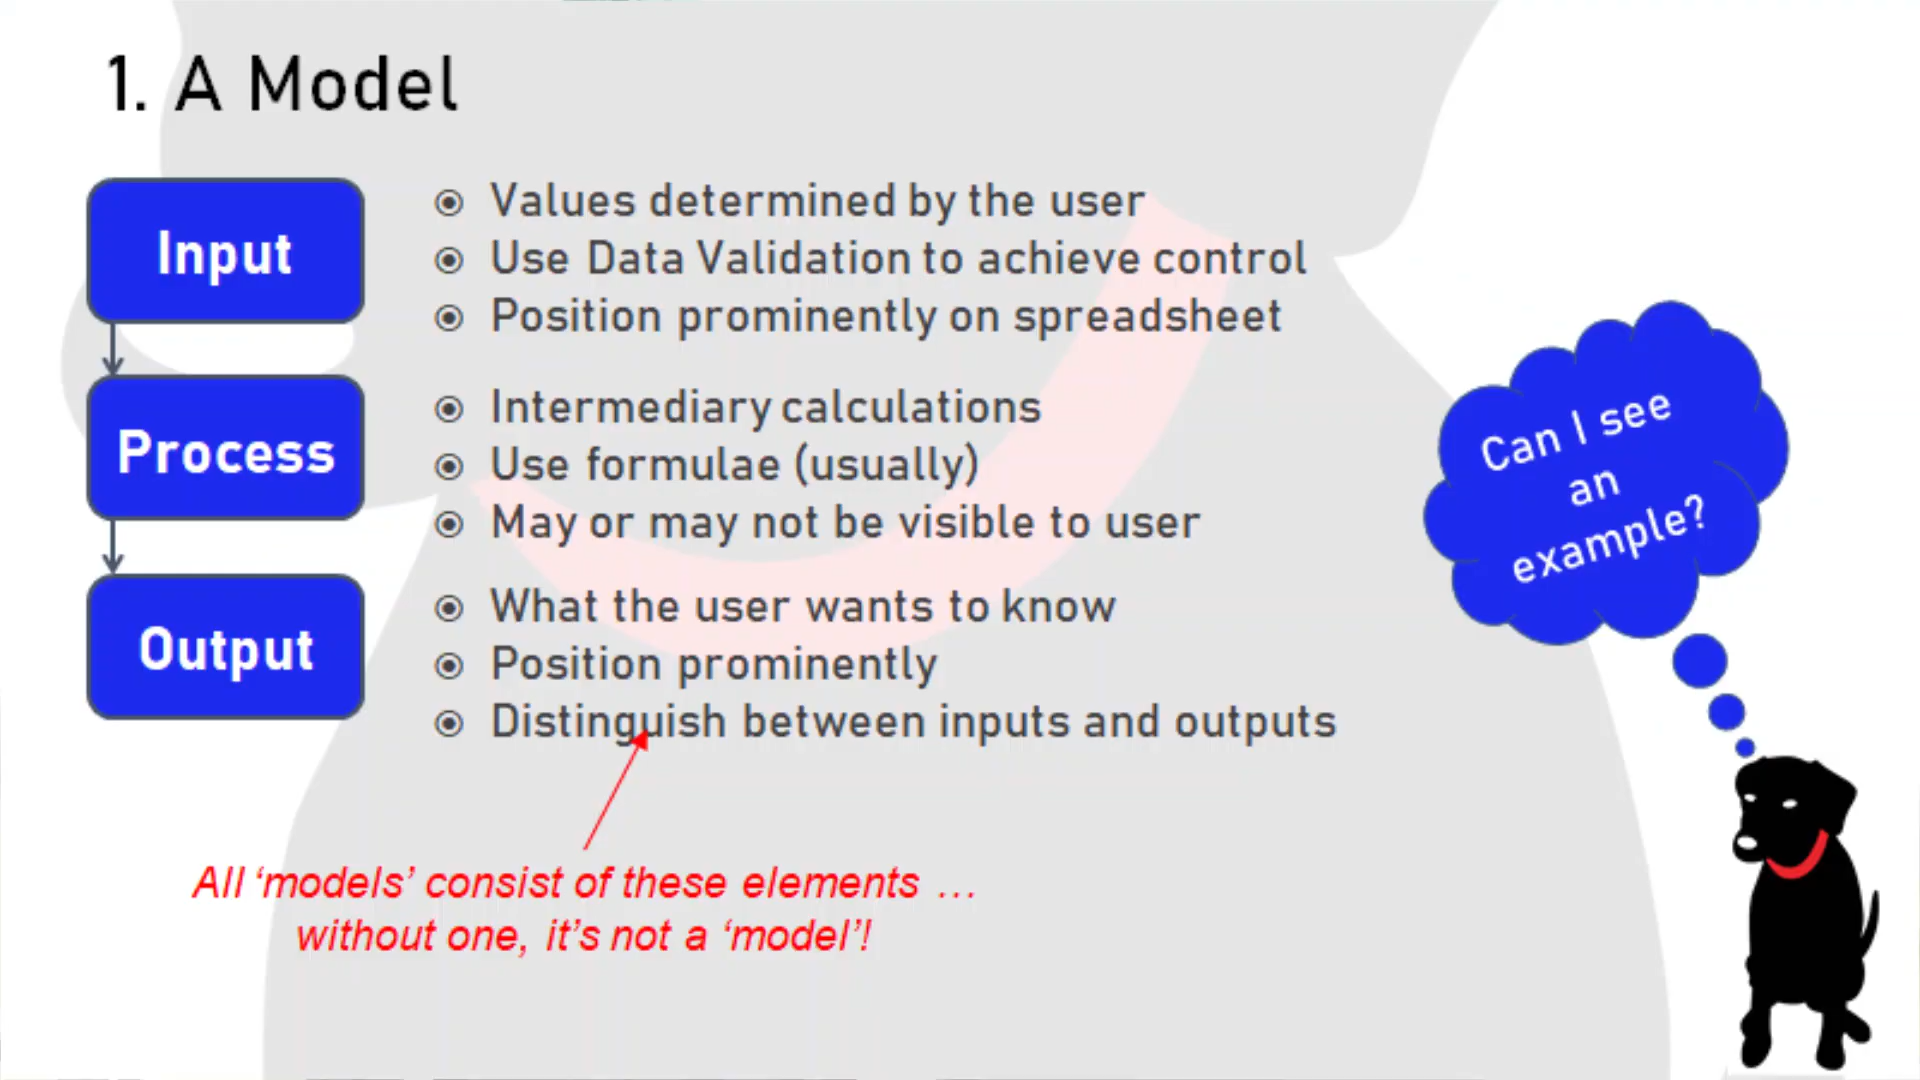 1. A Model
Input
Values determined by the user
Use Data Validation to achieve control
Position prominently on spreadsheet
Process
Intermediary calculations
Use formulae (usually)
May or may not be visible to user
Output
What the user wants to know
Position prominently
Distinguish between inputs and outputs
Can I see
an
example?
All ‘models’ consist of these elements …
without one, it’s not a ‘model’!